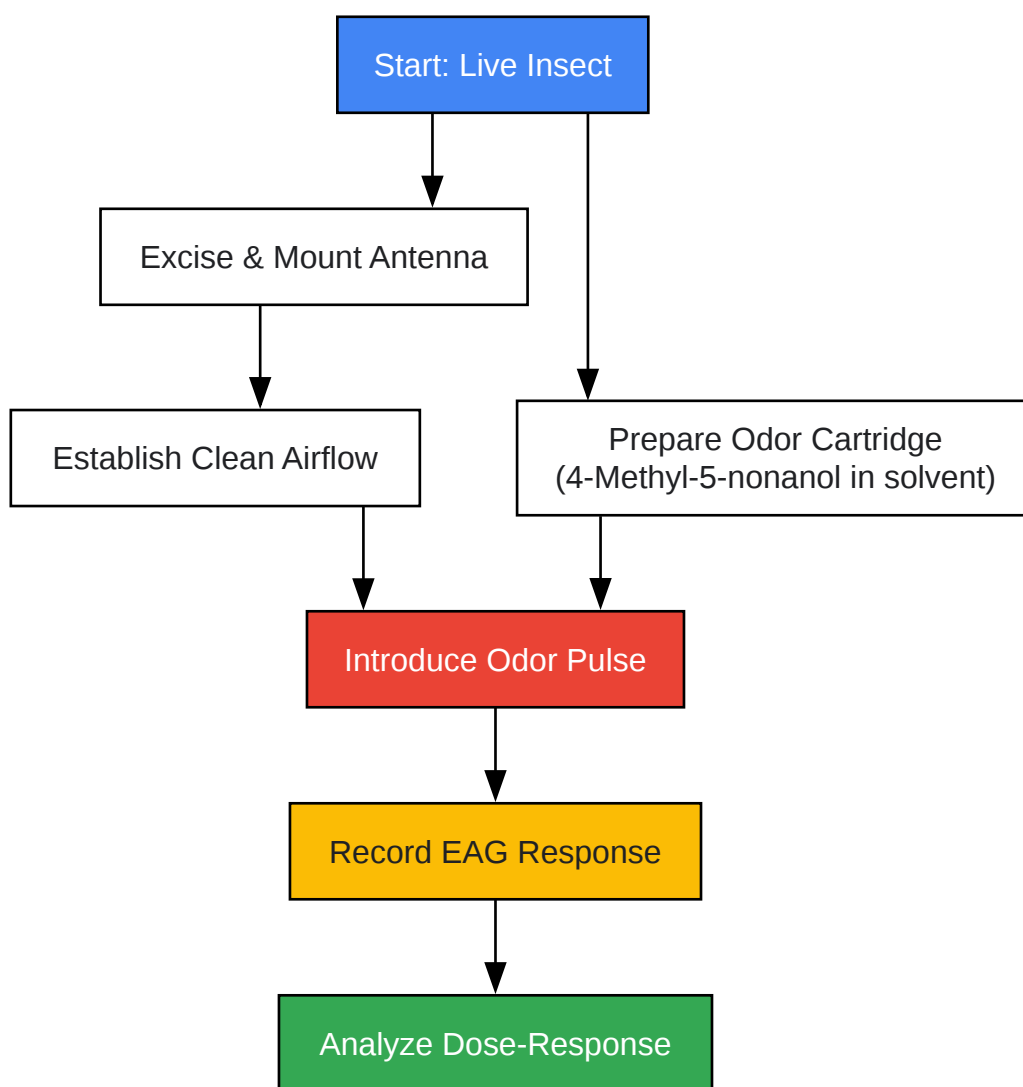 Start: Live Insect
Excise & Mount Antenna
Establish Clean Airflow
Prepare Odor Cartridge
(4-Methyl-5-nonanol in solvent)
Introduce Odor Pulse
Record EAG Response
Analyze Dose-Response